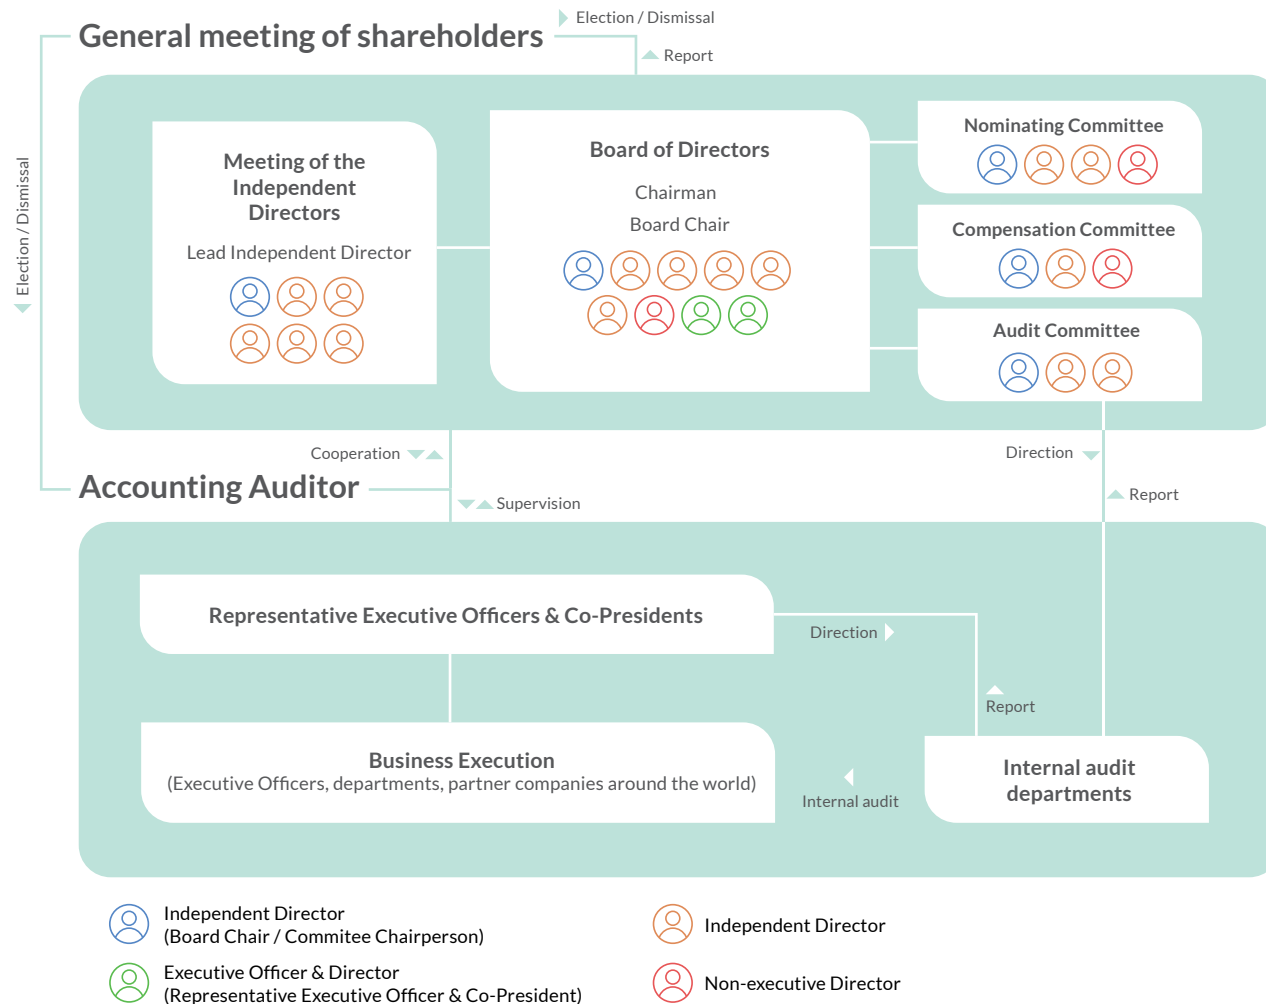 General meeting of shareholders
Election / Dismissal
Report
Election / Dismissal
Meeting of the
Independent
Directors
Lead Independent Director
Board of Directors
Chairman
Board Chair
Nominating Committee
Compensation Committee
Audit Committee
Cooperation
Direction
Accounting Auditor
Supervision
Report
Representative Executive Officers & Co-Presidents
Direction
Report
Business Execution
(Executive Officers, departments, partner companies around the world)
Internal audit
Internal audit
departments
Independent Director
(Board Chair / Commitee Chairperson)
Independent Director
Executive Officer & Director
(Representative Executive Officer & Co-President)
Non-executive Director